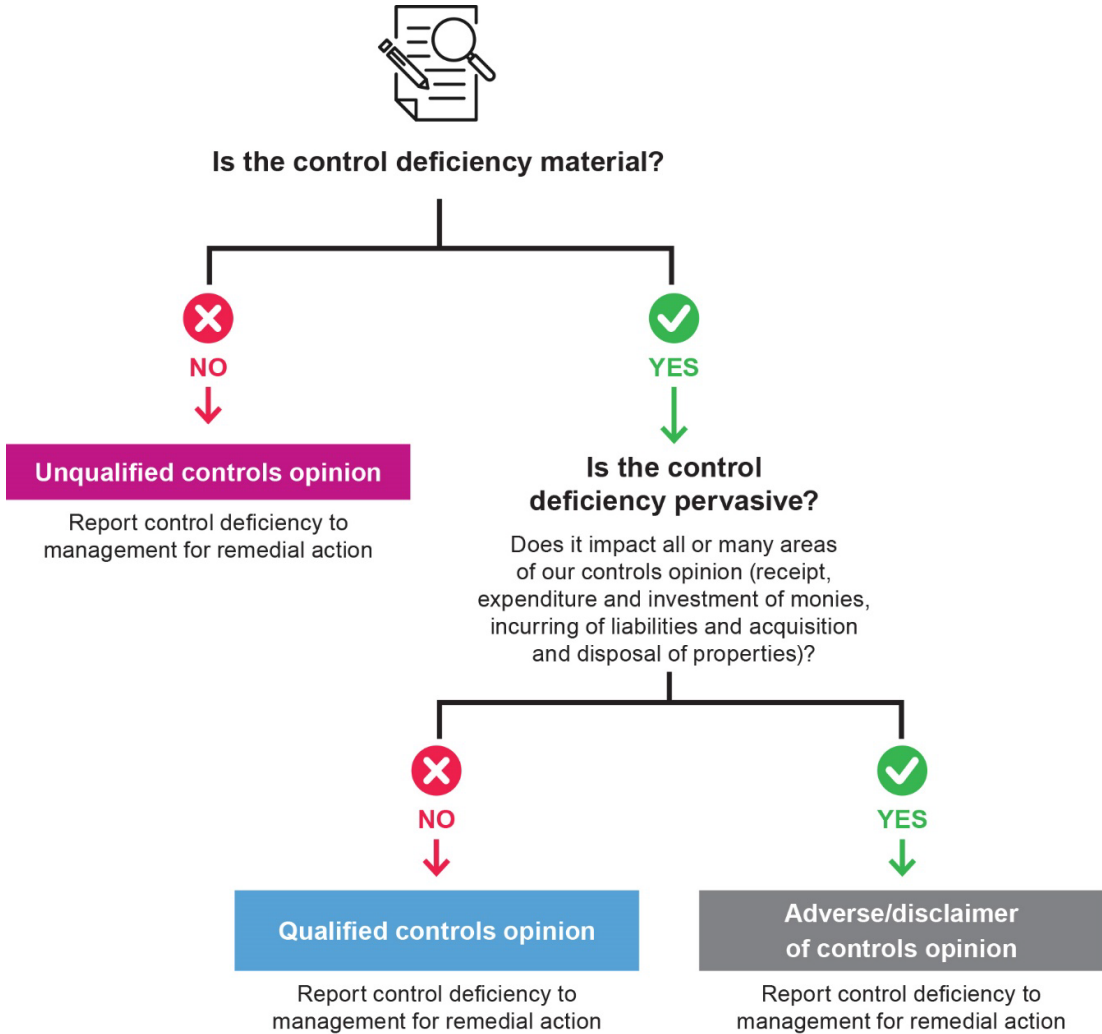 Is the control deficiency material?
NO
YES
Unqualified controls opinion
Report control deficiency to
management for remedial action
Is the control
deficiency pervasive?
Does it impact all or many areas
of our controls opinion (receipt,
expenditure and investment of monies,
incurring of liabilities and acquisition
and disposal of properties)?
NO
YES
Qualified controls opinion
Report control deficiency to
management for remedial action
Adverse/disclaimer
of controls opinion
Report control deficiency to
management for remedial action